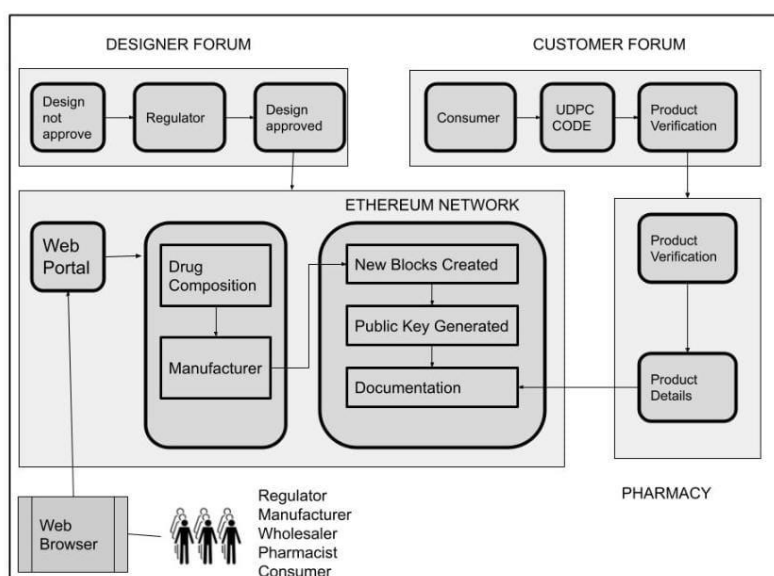 DESIGNER FORUM
CUSTOMER FORUM
Design
not
approve
Regulator
Design
approved
Consumer
UDPC
CODE
Product
Verification
ETHEREUM NETWORK
Web
Portal
Drug
Composition
Manufacturer
New Blocks Created
Public Key Generated
Documentation
Product
Verification
Product
Details
PHARMACY
Web
Browser
Regulator
Manufacturer
Wholesaler
Pharmacist
Consumer